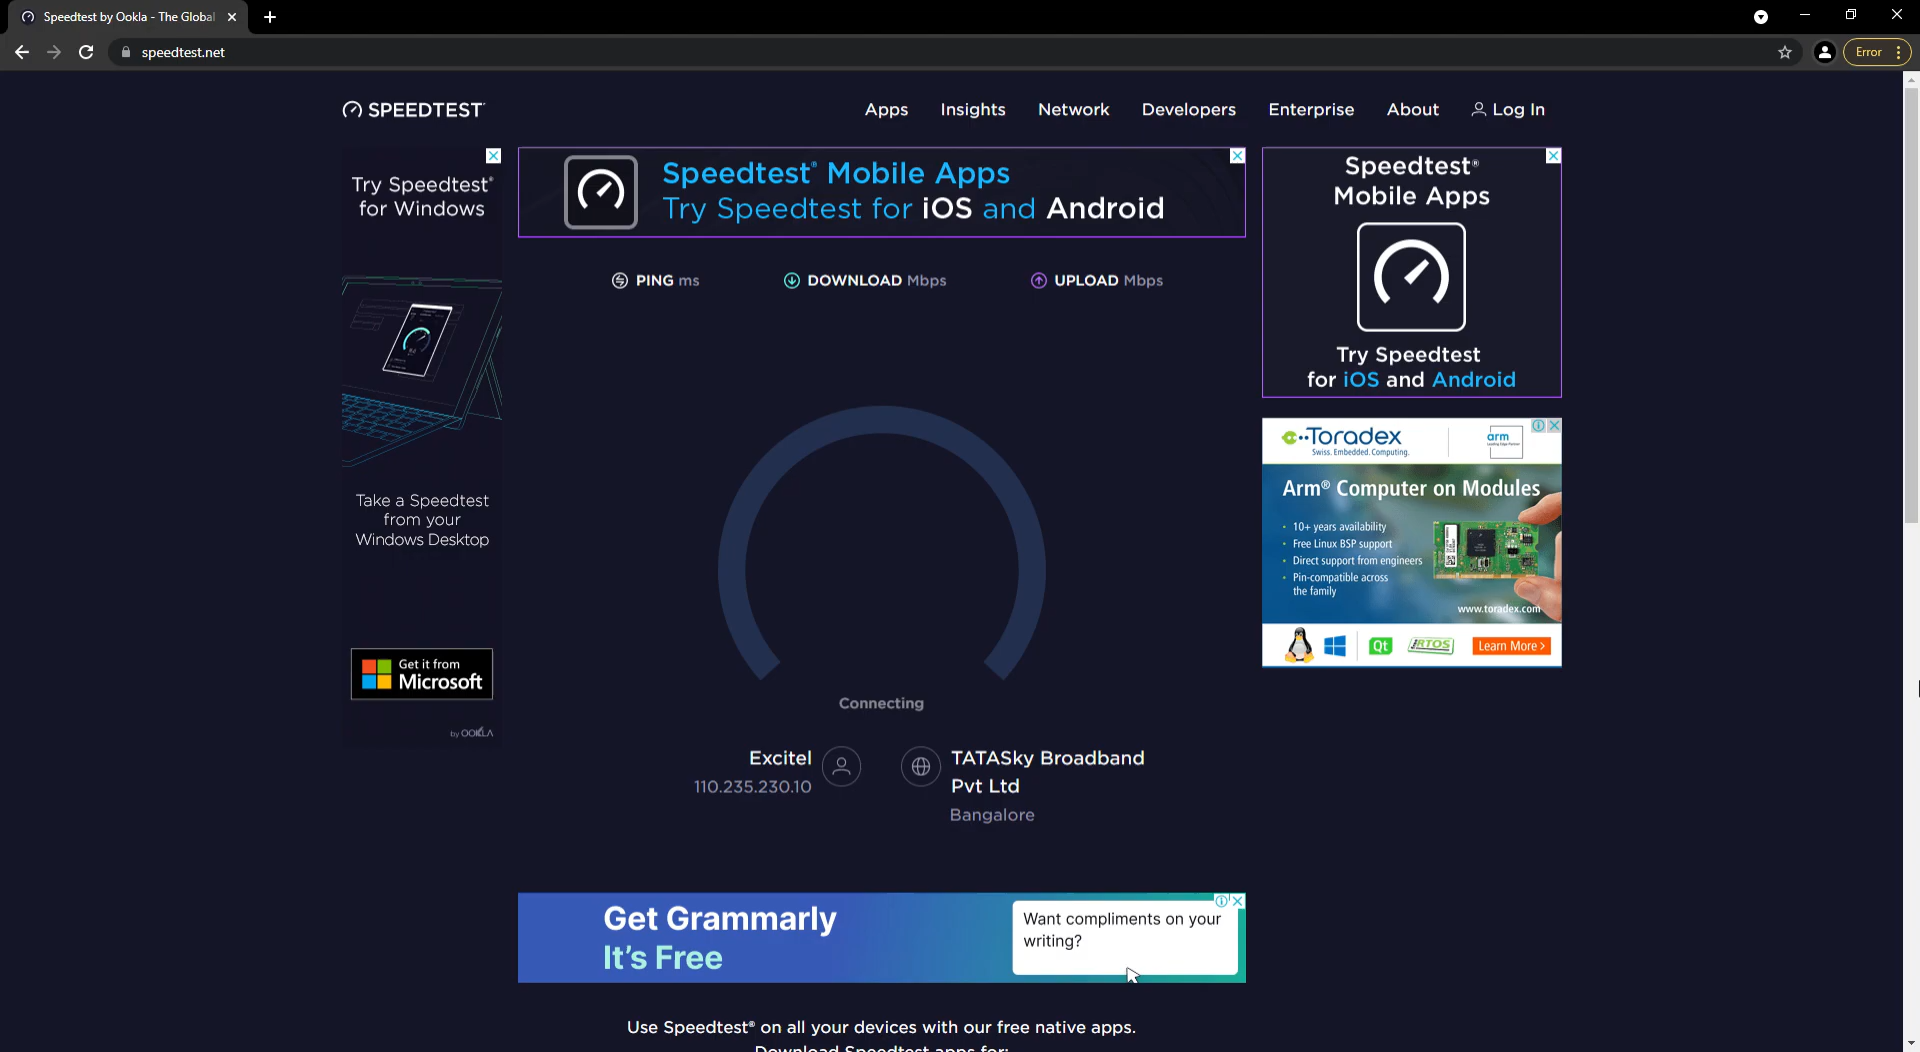 Speedtest by Ookla - The Global
speedtest.net
Error
SPEEDTEST
Apps
Insights
Network
Developers
Enterprise
About
Log In
Try Speedtest®
for Windows
Take a Speedtest
from your
Windows Desktop
Get it from
Microsoft
by OOKLA
Speedtest® Mobile Apps
Try Speedtest for iOS and Android
PING ms
DOWNLOAD Mbps
UPLOAD Mbps
Connecting
Excitel
110.235.230.10
TATASky Broadband
Pvt Ltd
Bangalore
Speedtest®
Mobile Apps
Try Speedtest
for iOS and Android
Toradex
Swiss. Embedded. Computing.
arm
Arm® Computer on Modules
10+ years availability
Free Linux BSP support
Direct support from engineers
Pin-compatible across
the family
www.toradex.com
Qt
RTOS
Learn More >
Get Grammarly
It's Free
Want compliments on your
writing?
Use Speedtest® on all your devices with our free native apps.
Download Speedtest apps for: